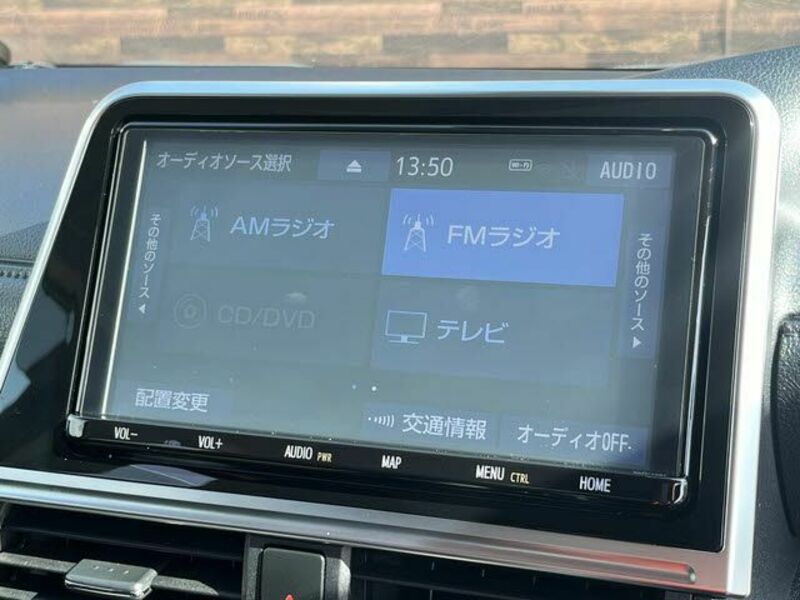 オーディオソース選択
13:50
Wi-Fi
AUDIO
AMラジオ
FMラジオ
その他のソース
その他のソース
CD/DVD
テレビ
配置変更
交通情報
オーディオOFF
VOL-
VOL+
AUDIO PWR
MAP
MENU CTRL
HOME